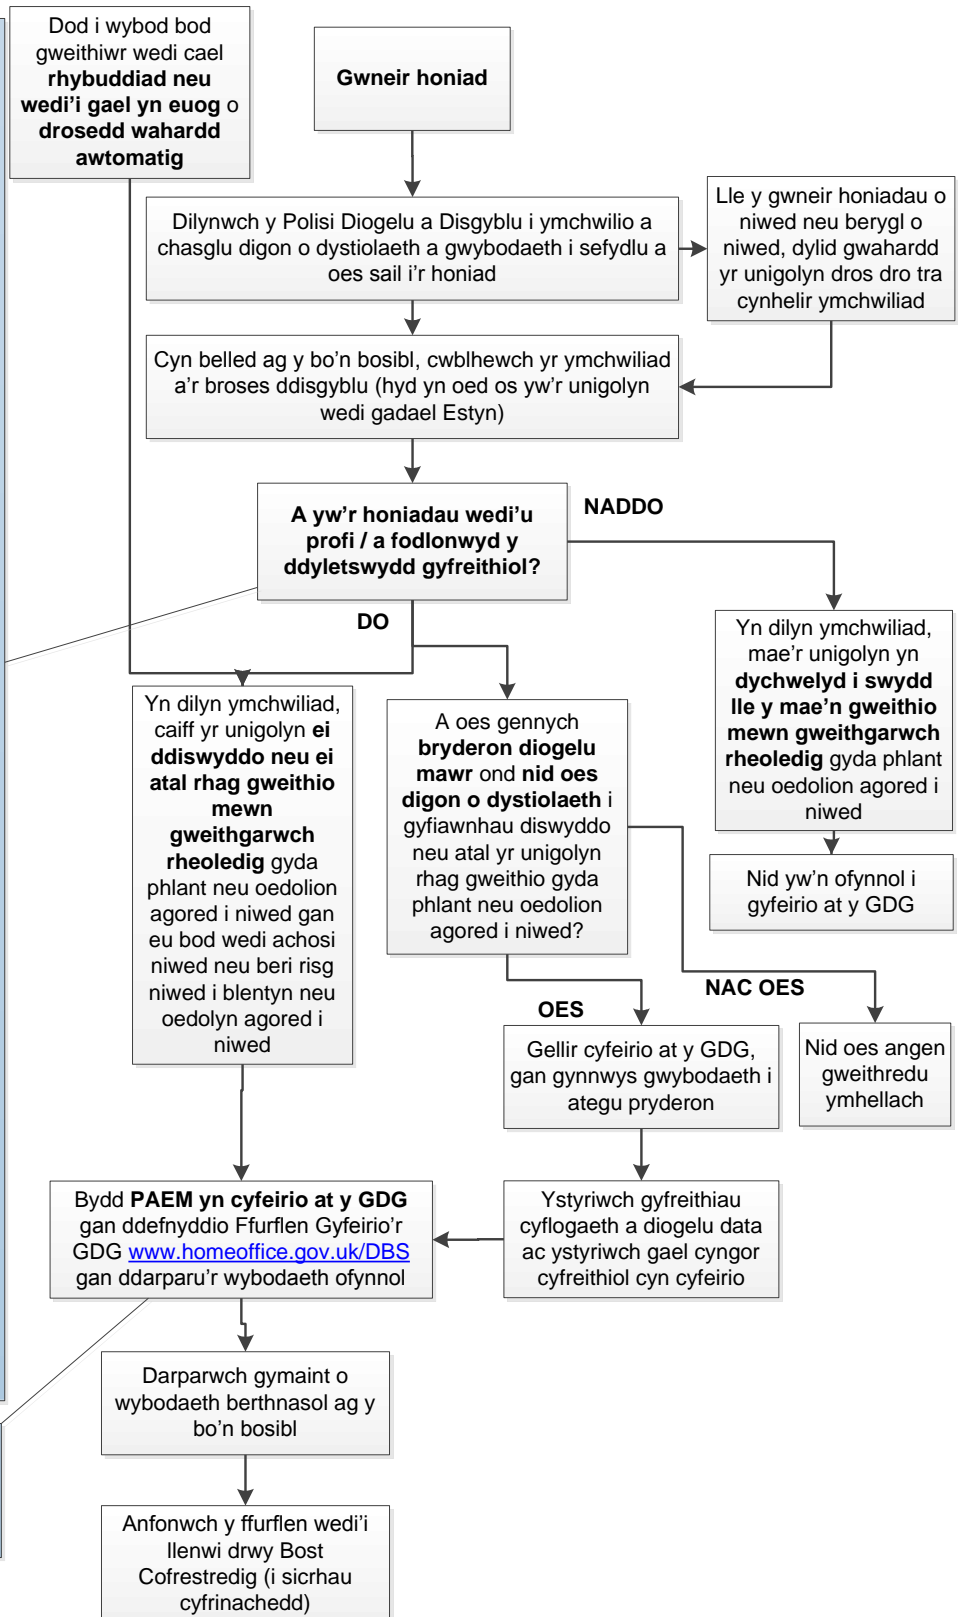 Dod i wybod bod
gweithiwr wedi cael
rhybuddiad neu
wedi'i gael yn euog o
drosedd wahardd
awtomatig
Gwneir honiad
Dilynwch y Polisi Diogelu a Disgyblu i ymchwilio a
chasglu digon o dystiolaeth a gwybodaeth i sefydlu a
oes sail i'r honiad
Lle y gwneir honiadau o
niwed neu berygl o
niwed, dylid gwahardd
yr unigolyn dros dro tra
cynhelir ymchwiliad
Cyn belled ag y bo'n bosibl, cwblhewch yr ymchwiliad
a'r broses ddisgyblu (hyd yn oed os yw'r unigolyn
wedi gadael Estyn)
A yw'r honiadau wedi'u
profi / a fodlonwyd y
ddyletswydd gyfreithiol?
NADDO
DO
Yn dilyn ymchwiliad,
caiff yr unigolyn ei
ddiswyddo neu ei
atal rhag gweithio
mewn
gweithgarwch
rheoledig gyda
phlant neu oedolion
agored i niwed gan
eu bod wedi achosi
niwed neu beri risg
niwed i blentyn neu
oedolyn agored i
niwed
A oes gennych
bryderon diogelu
mawr ond nid oes
digon o dystiolaeth i
gyfiawnhau diswyddo
neu atal yr unigolyn
rhag gweithio gyda
phlant neu oedolion
agored i niwed?
Yn dilyn ymchwiliad,
mae'r unigolyn yn
dychwelyd i swydd
lle y mae'n gweithio
mewn gweithgarwch
rheoledig gyda phlant
neu oedolion agored i
niwed
Nid yw'n ofynnol i
gyfeirio at y GDG
OES
NAC OES
Gellir cyfeirio at y GDG,
gan gynnwys gwybodaeth i
ategu pryderon
Nid oes angen
gweithredu
ymhellach
Bydd PAEM yn cyfeirio at y GDG
gan ddefnyddio Ffurflen Gyfeirio'r
GDG www.homeoffice.gov.uk/DBS
gan ddarparu'r wybodaeth ofynnol
Ystyriwch gyfreithiau
cyflogaeth a diogelu data
ac ystyriwch gael cyngor
cyfreithiol cyn cyfeirio
Darparwch gymaint o
wybodaeth berthnasol ag y
bo'n bosibl
Anfonwch y ffurflen wedi'i
llenwi drwy Bost
Cofrestredig (i sicrhau
cyfrinachedd)